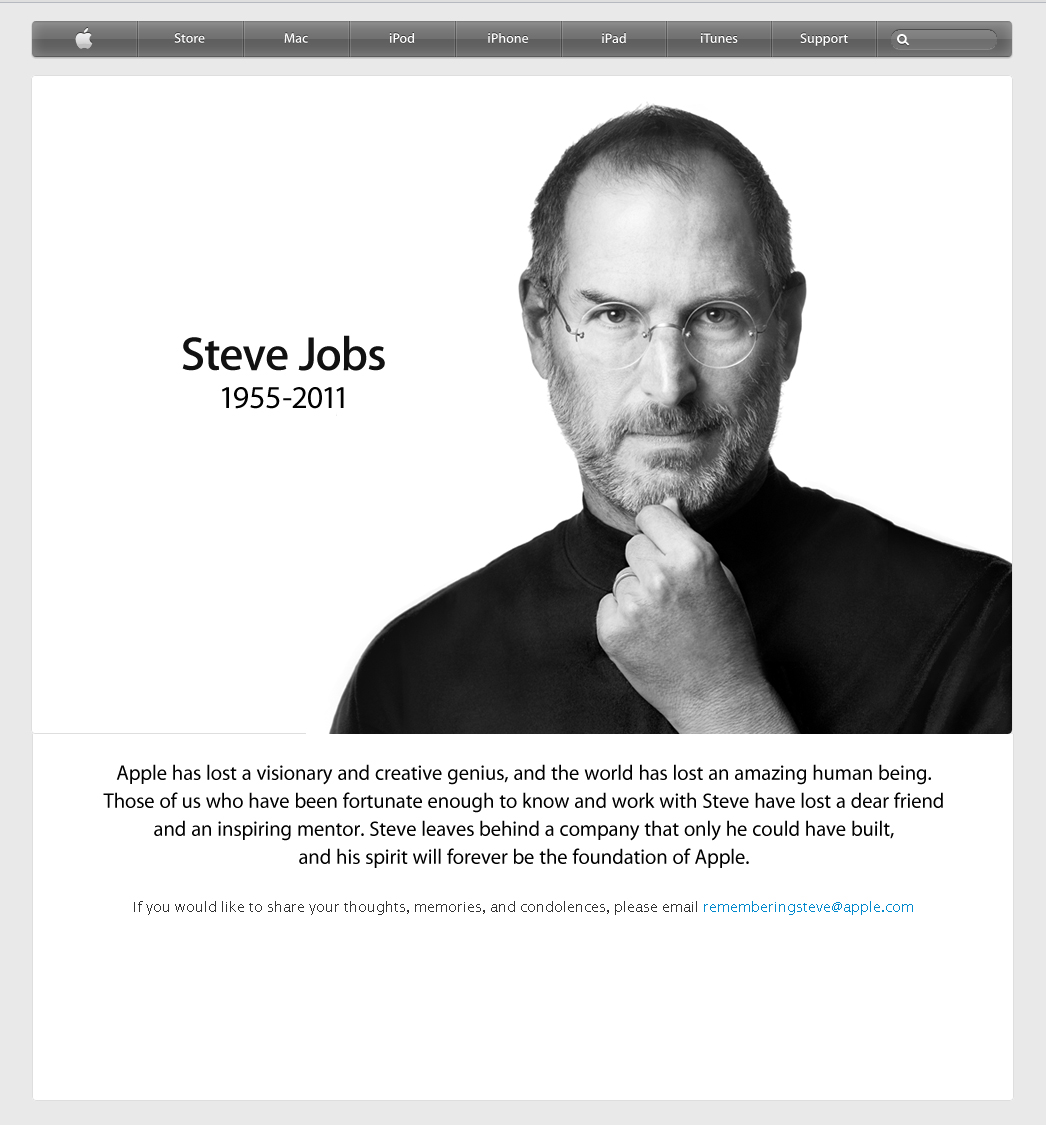 Store Mac iPod iPhone iPad iTunes Support
Steve Jobs
1955-2011
Apple has lost a visionary and creative genius, and the world has lost an amazing human being.
Those of us who have been fortunate enough to know and work with Steve have lost a dear friend
and an inspiring mentor. Steve leaves behind a company that only he could have built,
and his spirit will forever be the foundation of Apple.
If you would like to share your thoughts, memories, and condolences, please email rememberingsteve@apple.com